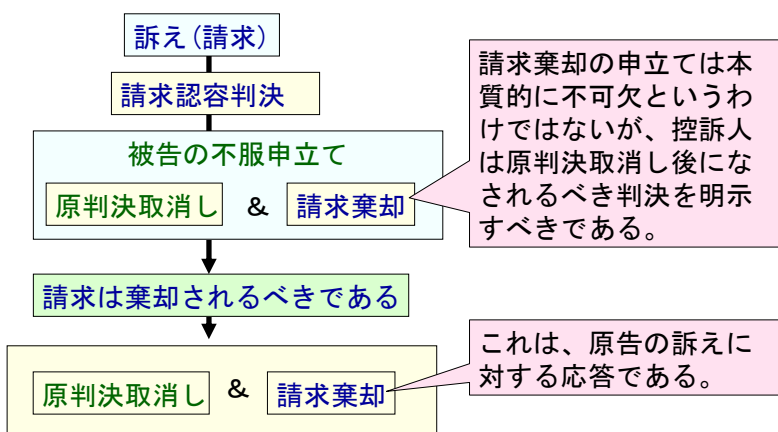 訴え(請求)
請求認容判決
被告の不服申立て
原判決取消し & 請求棄却
請求棄却の申立ては本
質的に不可欠というわ
けではないが、控訴人
は原判決取消し後にな
されるべき判決を明示
すべきである。
請求は棄却されるべきである
原判決取消し & 請求棄却
これは、原告の訴えに
対する応答である。